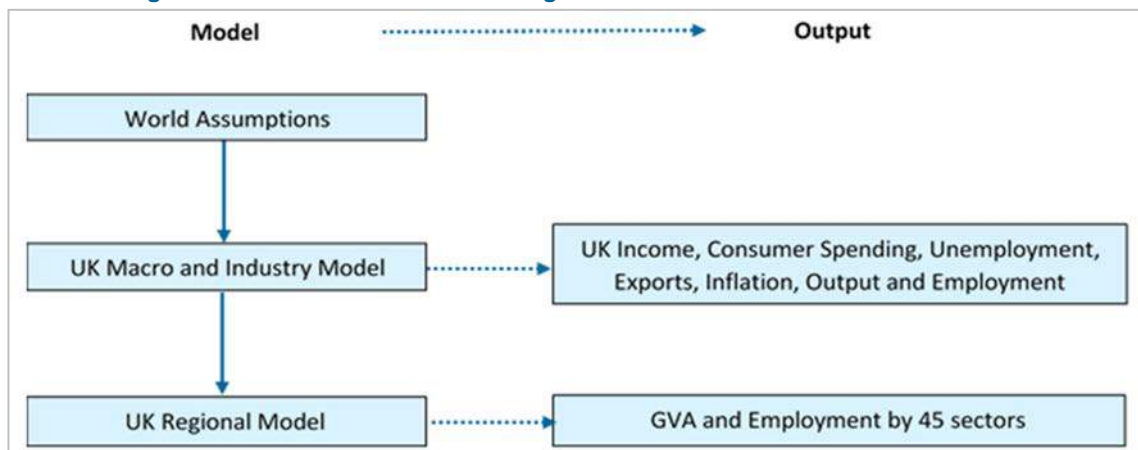 Model Output
World Assumptions
UK Macro and Industry Model
UK Income, Consumer Spending, Unemployment,
Exports, Inflation, Output and Employment
UK Regional Model
GVA and Employment by 45 sectors